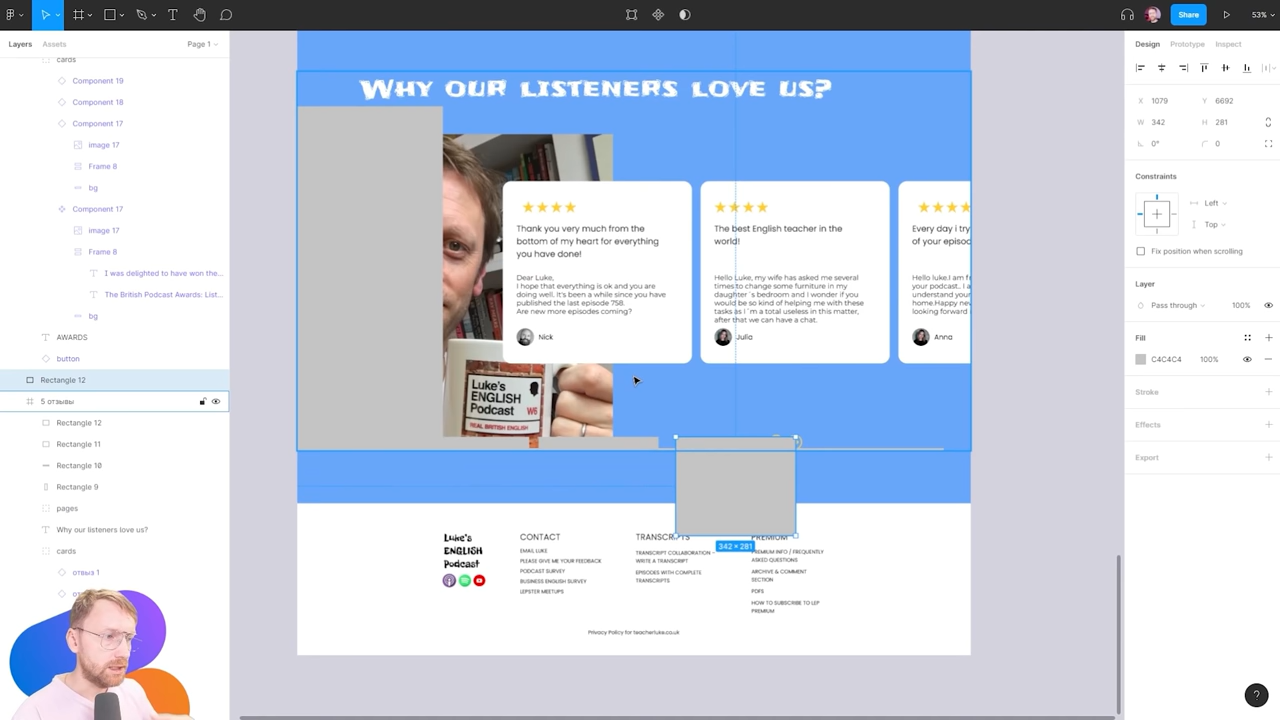 Share
53%
Layers
Assets
Page 1
cards
Component 19
Component 18
Component 17
image 17
Frame 8
bg
Component 17
image 17
Frame 8
I was delighted to have won the...
The British Podcast Awards: List...
bg
AWARDS
button
Rectangle 12
5 отзывы
Rectangle 12
Rectangle 11
Rectangle 10
Rectangle 9
pages
Why our listeners love us?
cards
отвыз 1
Why our listeners love us?
Thank you very much from the
bottom of my heart for everything
you have done!
Dear Luke,
I hope that everything is ok and you are
doing well. It's been a while since you have
published the last episode 758.
Are new more episodes coming?
Nick
The best English teacher in the
world!
Hello Luke, my wife has asked me several
times to change some furniture in my
daughter´s bedroom and I wonder if you
would be so kind of helping me with these
tasks as I´m a total useless in this matter,
after that we can have a chat.
Julia
Every day i try
of your episod
Hello luke.I am f
your podcast.. I a
understand your
home.Happy new
looking forward
Anna
Luke's
ENGLISH
Podcast
W6
REAL BRITISH ENGLISH
Luke's
ENGLISH
Podcast
CONTACT
EMAIL LUKE
PLEASE GIVE ME YOUR FEEDBACK
PODCAST SURVEY
BUSINESS ENGLISH SURVEY
LEPSTER MEETUPS
TRANSCRIPTS
TRANSCRIPT COLLABORATION –
WRITE A TRANSCRIPT
EPISODES WITH COMPLETE
TRANSCRIPTS
342 × 281
PREMIUM
PREMIUM INFO / FREQUENTLY
ASKED QUESTIONS
ARCHIVE & COMMENT
SECTION
PDFS
HOW TO SUBSCRIBE TO LEP
PREMIUM
Privacy Policy for teacherluke.co.uk
Design
Prototype
Inspect
X 1079
Y 6692
W 342
H 281
0°
0
Constraints
Left
Top
Fix position when scrolling
Layer
Pass through
100%
Fill
C4C4C4
100%
Stroke
Effects
Export
?